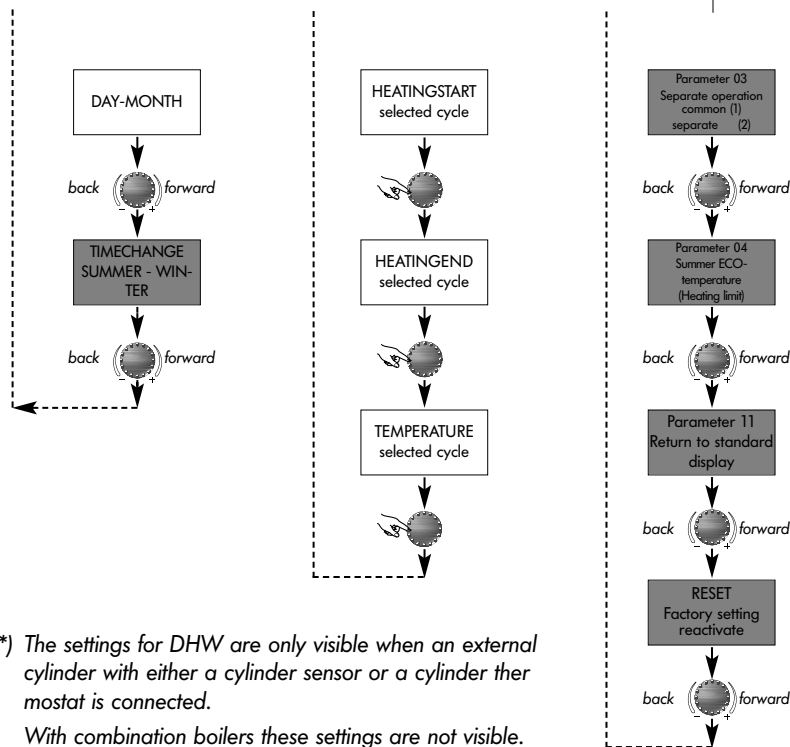 DAY-MONTH
back
forward
- +
TIMECHANGE
SUMMER - WIN-
TER
back
forward
- +
HEATINGSTART
selected cycle
HEATINGEND
selected cycle
TEMPERATURE
selected cycle
Parameter 03
Separate operation
common (1)
separate (2)
back
forward
- +
Parameter 04
Summer ECO-
temperature
(Heating limit)
back
forward
- +
Parameter 11
Return to standard
display
back
forward
- +
RESET
Factory setting
reactivate
back
forward
- +
*) The settings for DHW are only visible when an external
cylinder with either a cylinder sensor or a cylinder ther
mostat is connected.
With combination boilers these settings are not visible.